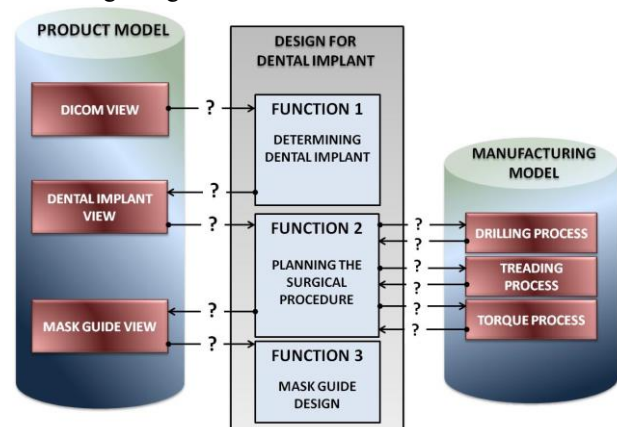 PRODUCT MODEL
DICOM VIEW
?
DENTAL IMPLANT
VIEW
?
?
MASK GUIDE VIEW
?
?
DESIGN FOR
DENTAL IMPLANT
FUNCTION 1
DETERMINING
DENTAL IMPLANT
FUNCTION 2
PLANNING THE
SURGICAL
PROCEDURE
FUNCTION 3
MASK GUIDE
DESIGN
MANUFACTURING
MODEL
?
DRILLING PROCESS
?
?
TREADING
PROCESS
?
?
TORQUE PROCESS
?